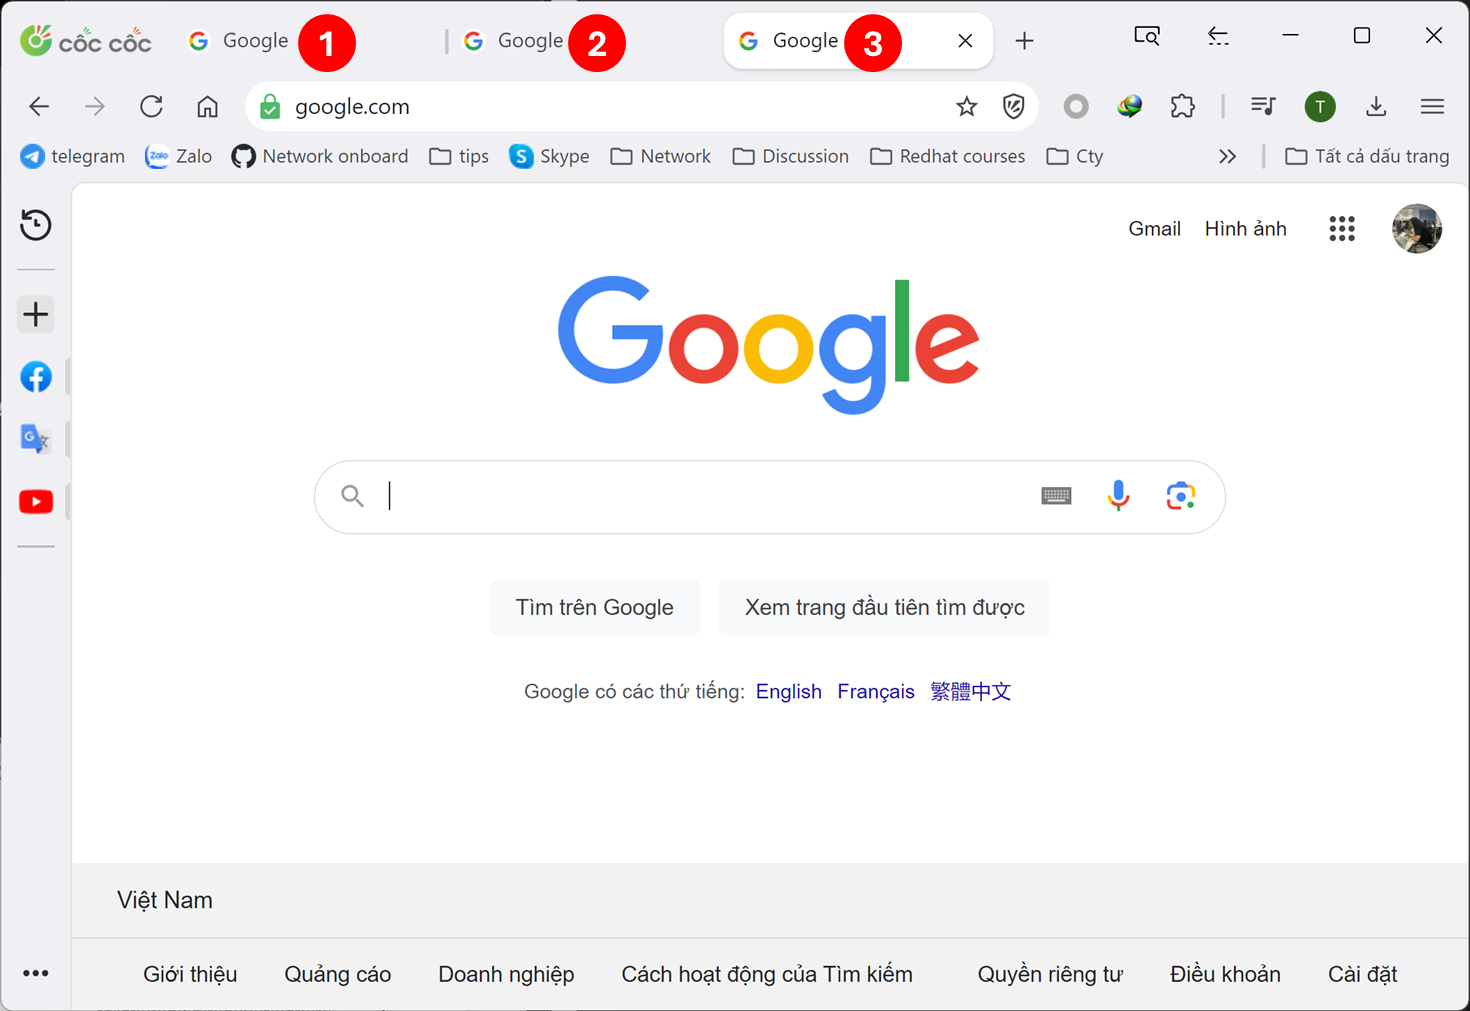 cốc cốc Google 1 Google 2 Google 3
google.com T
telegram Zalo Zalo Network onboard tips S Skype Network Discussion Redhat courses Cty Tất cả dấu trang
Gmail Hình ảnh
Google
Tìm trên Google Xem trang đầu tiên tìm được
Google có các thứ tiếng: English Français 繁體中文
Việt Nam
Giới thiệu Quảng cáo Doanh nghiệp Cách hoạt động của Tìm kiếm Quyền riêng tư Điều khoản Cài đặt